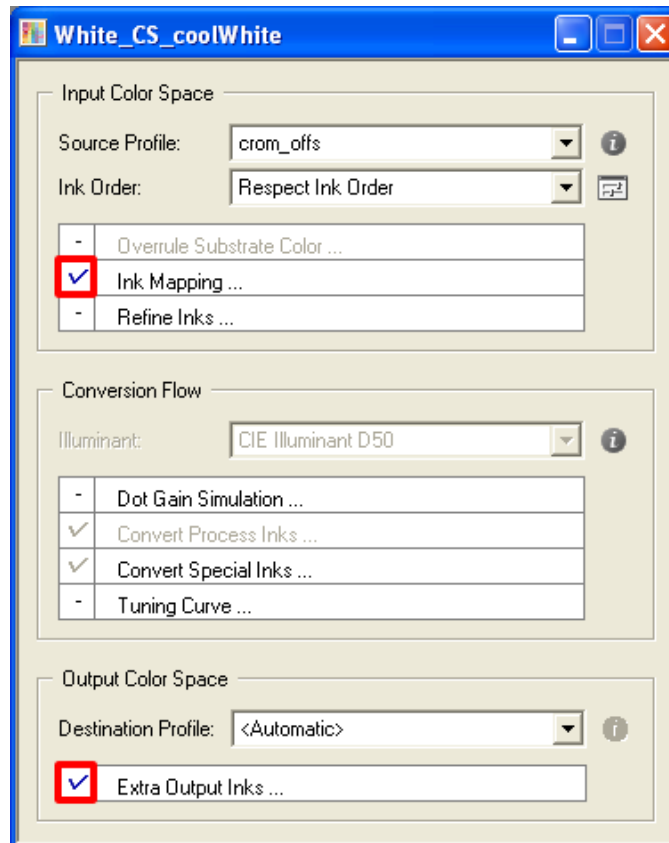 White_CS_coolWhite
Input Color Space
Source Profile: crom_offs
Ink Order: Respect Ink Order
- Overrule Substrate Color ...
Ink Mapping ...
- Refine Inks ...
Conversion Flow
Illuminant: CIE Illuminant D50
- Dot Gain Simulation ...
Convert Process Inks ...
Convert Special Inks ...
- Tuning Curve ...
Output Color Space
Destination Profile: <Automatic>
Extra Output Inks ...